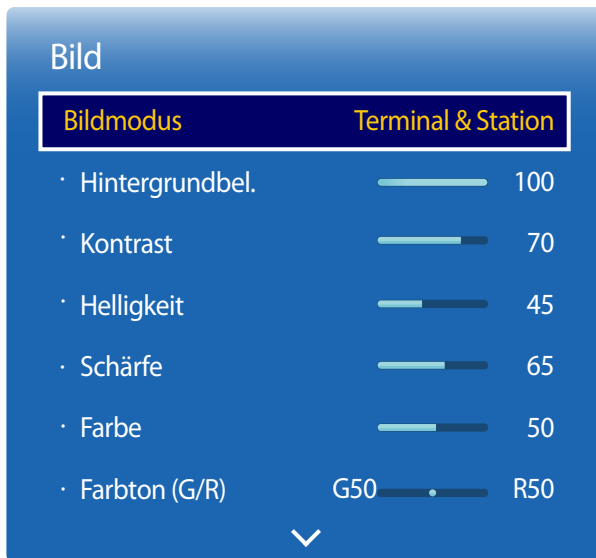 Bild
Bildmodus Terminal & Station
· Hintergrundbel. 100
· Kontrast 70
· Helligkeit 45
· Schärfe 65
· Farbe 50
· Farbton (G/R) G50 R50